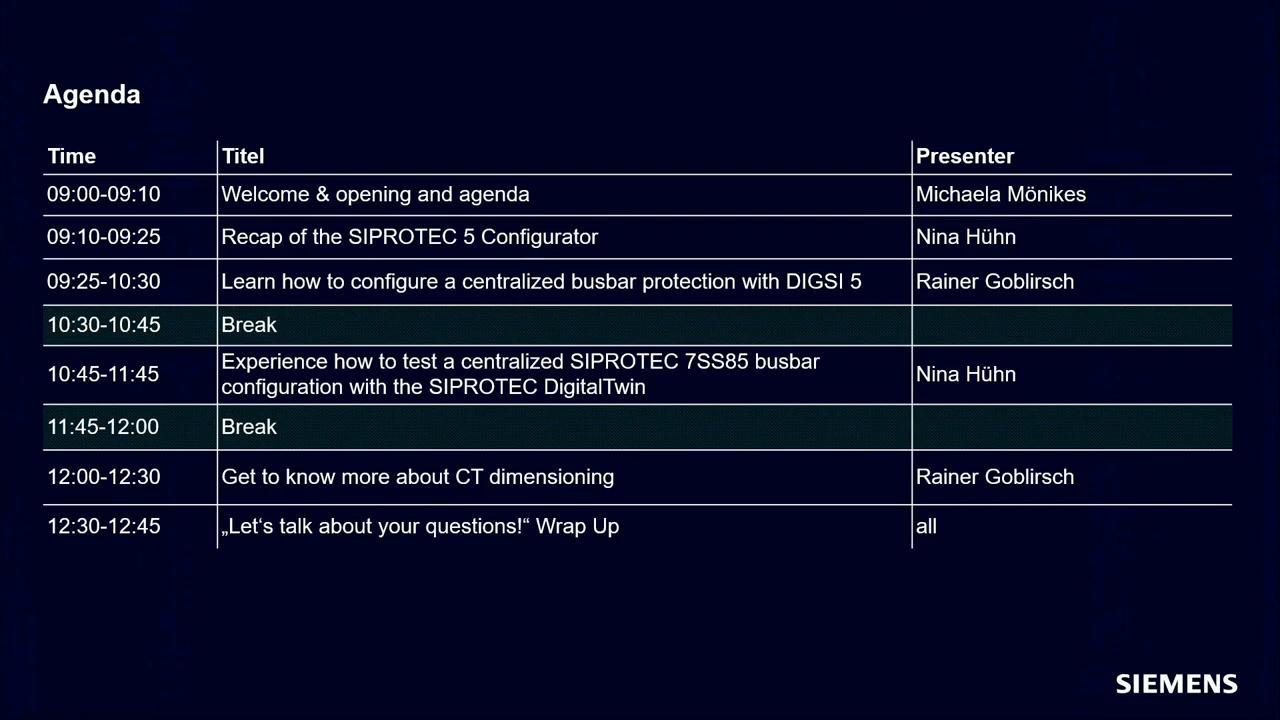 Agenda
Time Titel Presenter
09:00-09:10 Welcome & opening and agenda Michaela Mönikes
09:10-09:25 Recap of the SIPROTEC 5 Configurator Nina Hühn
09:25-10:30 Learn how to configure a centralized busbar protection with DIGSI 5 Rainer Goblirsch
10:30-10:45 Break
10:45-11:45 Experience how to test a centralized SIPROTEC 7SS85 busbar
configuration with the SIPROTEC DigitalTwin Nina Hühn
11:45-12:00 Break
12:00-12:30 Get to know more about CT dimensioning Rainer Goblirsch
12:30-12:45 „Let‘s talk about your questions!“ Wrap Up all
SIEMENS